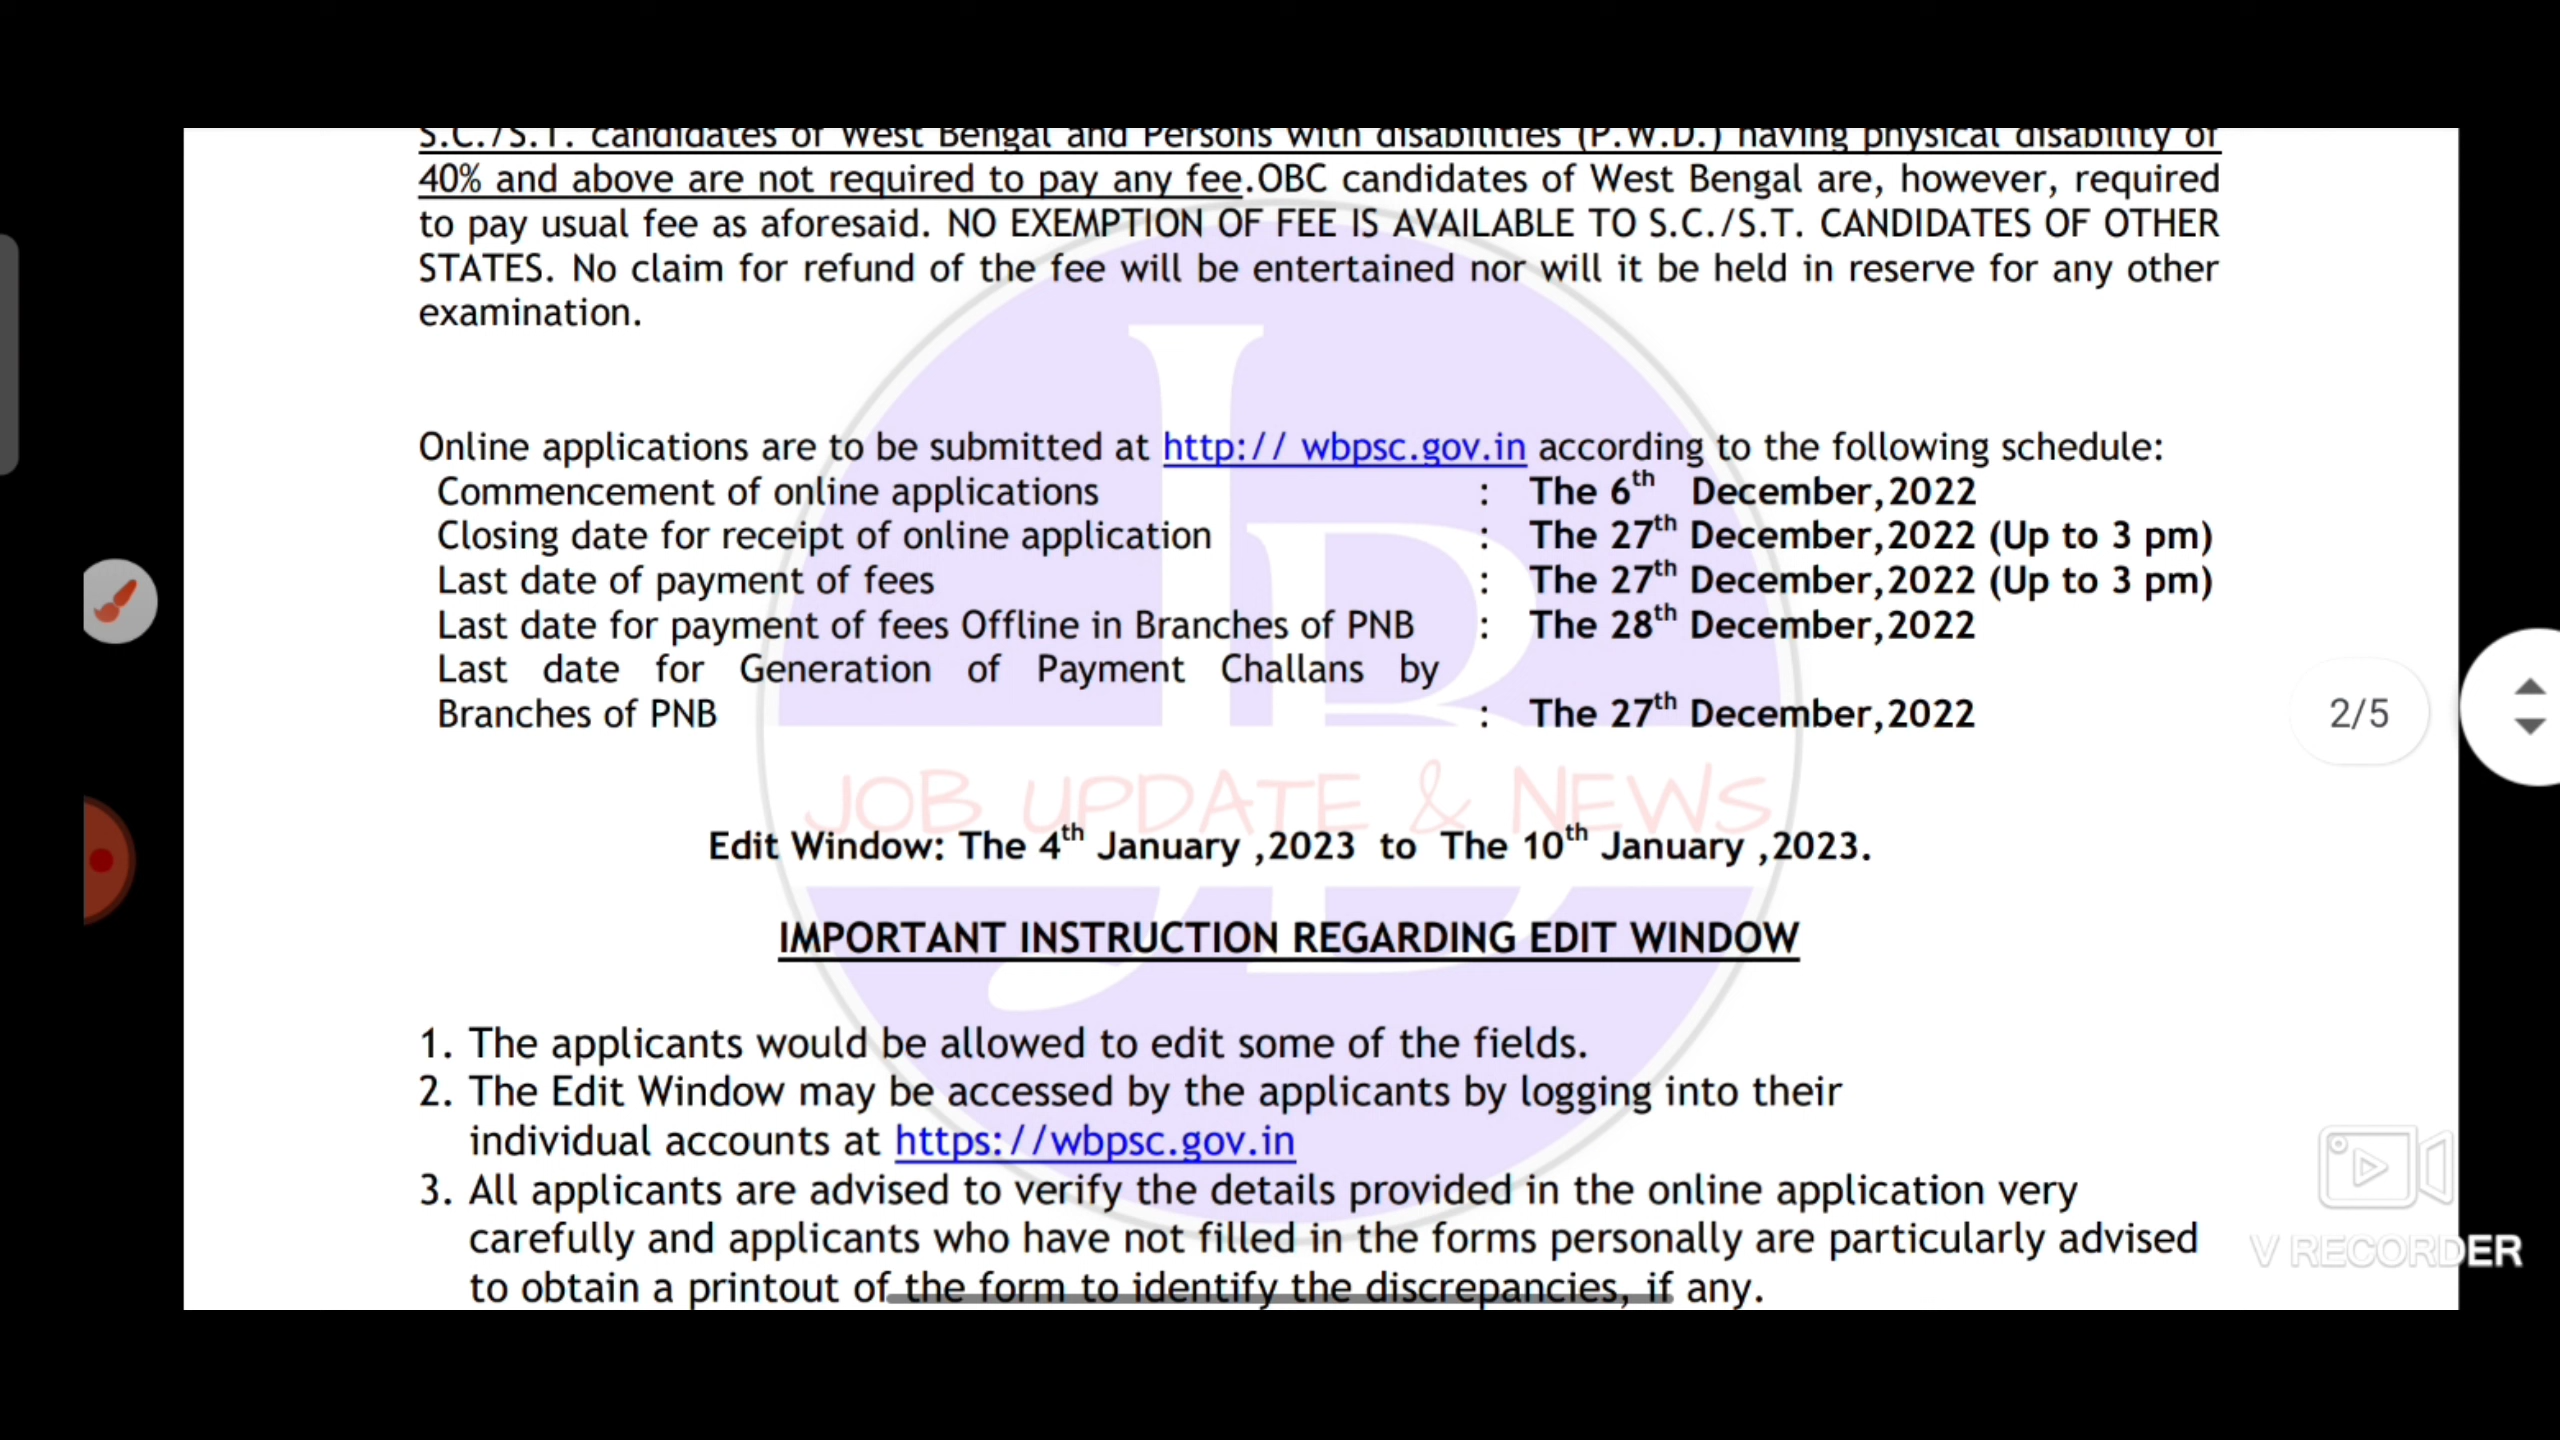 S.C./S.T. candidates of West Bengal and Persons with disabilities (P.W.D.) having physical disability of
40% and above are not required to pay any fee.OBC candidates of West Bengal are, however, required
to pay usual fee as aforesaid. NO EXEMPTION OF FEE IS AVAILABLE TO S.C./S.T. CANDIDATES OF OTHER
STATES. No claim for refund of the fee will be entertained nor will it be held in reserve for any other
examination.
Online applications are to be submitted at http:// wbpsc.gov.in according to the following schedule:
Commencement of online applications : The 6th December,2022
Closing date for receipt of online application : The 27th December,2022 (Up to 3 pm)
Last date of payment of fees : The 27th December,2022 (Up to 3 pm)
Last date for payment of fees Offline in Branches of PNB : The 28th December,2022
Last date for Generation of Payment Challans by
Branches of PNB : The 27th December,2022
2/5
JB
JOB UPDATE & NEWS
Edit Window: The 4th January ,2023 to The 10th January ,2023.
IMPORTANT INSTRUCTION REGARDING EDIT WINDOW
1. The applicants would be allowed to edit some of the fields.
2. The Edit Window may be accessed by the applicants by logging into their
individual accounts at https://wbpsc.gov.in
3. All applicants are advised to verify the details provided in the online application very
carefully and applicants who have not filled in the forms personally are particularly advised
to obtain a printout of the form to identify the discrepancies, if any.
V RECORDER